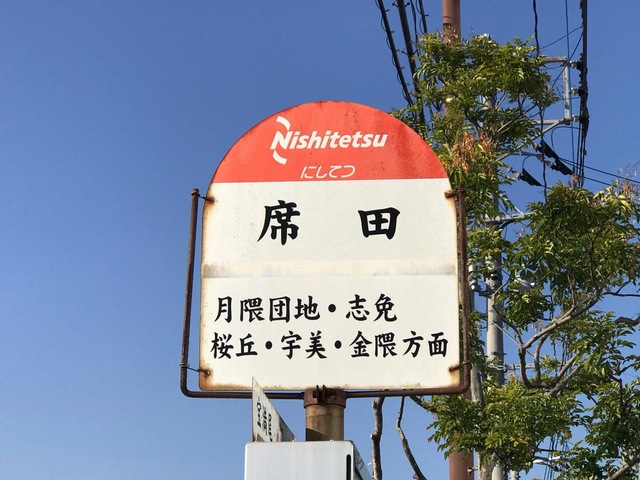 Nishitetsu
にしてつ
席田
月隈団地・志免
桜丘・宇美・金隈方面